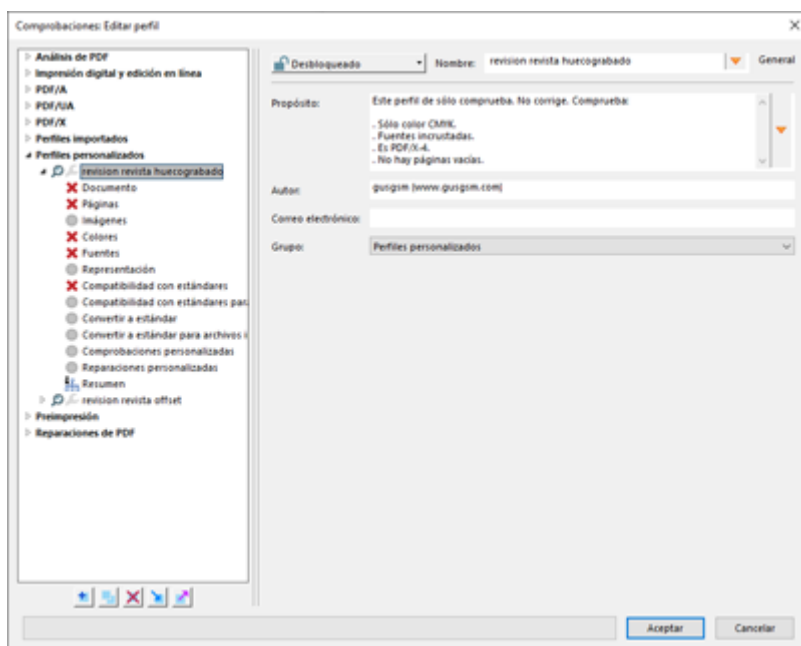 Comprobaciones: Editar perfil
Análisis de PDF
Impresión digital y edición en línea
PDF/A
PDF/UA
PDF/X
Perfiles importados
Perfiles personalizados
revision revista huecograbado
Documento
Páginas
Imágenes
Colores
Fuentes
Representación
Compatibilidad con estándares
Compatibilidad con estándares par
Convertir a estándar
Convertir a estándar para archivos i
Comprobaciones personalizadas
Reparaciones personalizadas
Resumen
revision revista offset
Preimpresión
Reparaciones de PDF
Desbloqueado
Nombre: revision revista huecograbado
General
Propósito: Este perfil de sólo comprueba. No corrige. Comprueba:
. Sólo color CMYK.
. Fuentes incrustadas.
. Es PDF/X-4.
. No hay páginas vacías.
Autor: gusgsm (www.gusgsm.com)
Correo electrónico:
Grupo: Perfiles personalizados
Aceptar
Cancelar